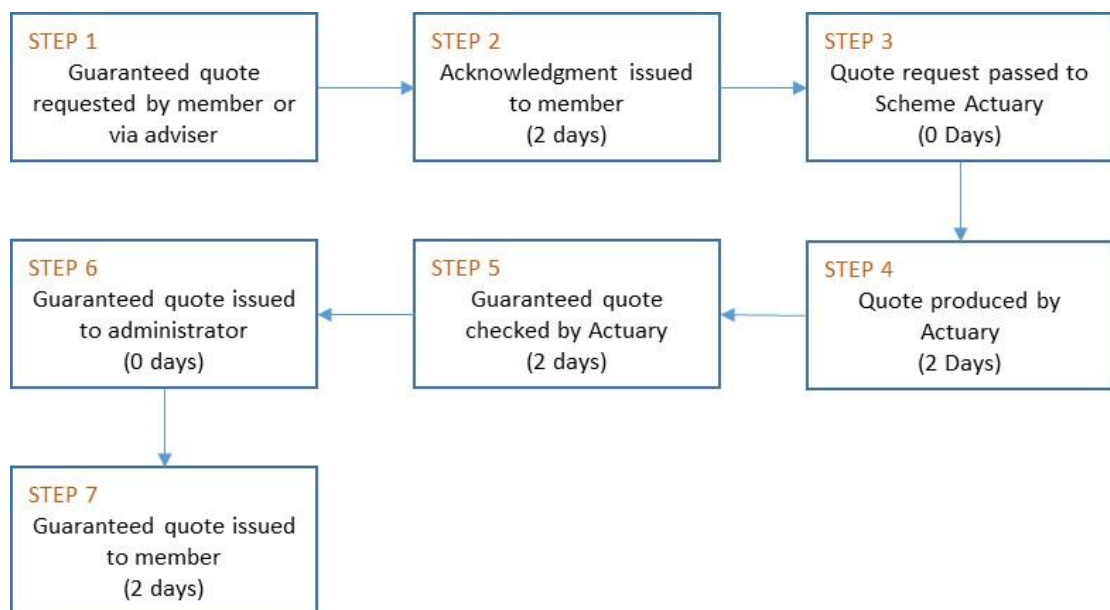 STEP 1
Guaranteed quote
requested by member or
via adviser
STEP 2
Acknowledgment issued
to member
(2 days)
STEP 3
Quote request passed to
Scheme Actuary
(0 Days)
STEP 4
Quote produced by
Actuary
(2 Days)
STEP 5
Guaranteed quote
checked by Actuary
(2 days)
STEP 6
Guaranteed quote issued
to administrator
(0 days)
STEP 7
Guaranteed quote issued
to member
(2 days)